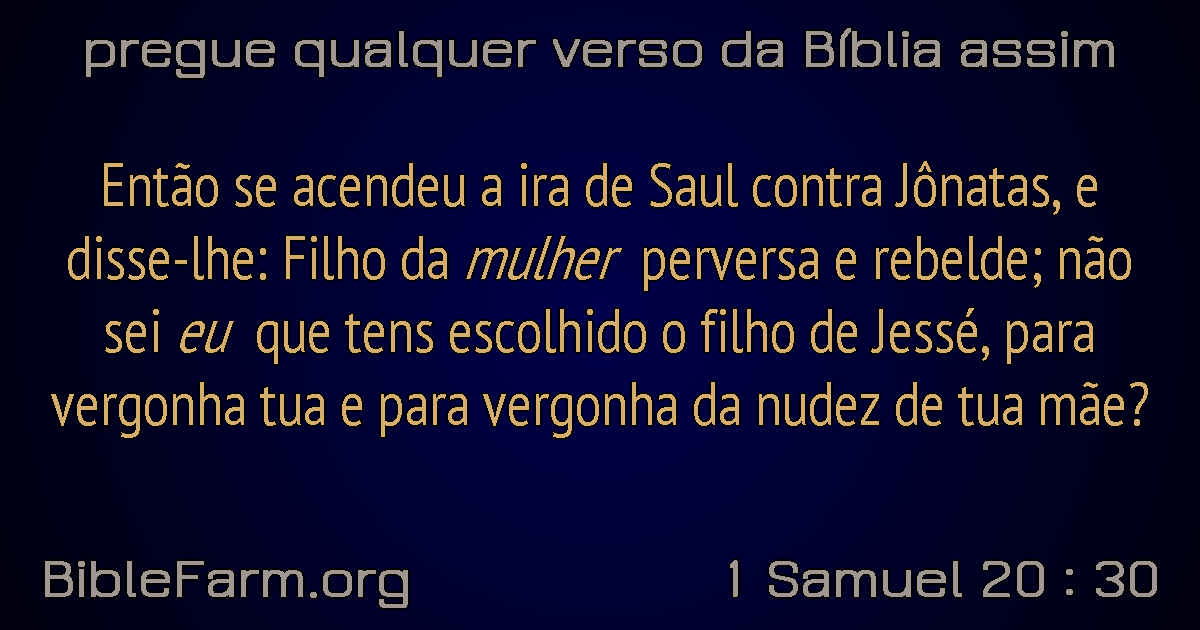 pregue qualquer verso da Bíblia assim
Então se acendeu a ira de Saul contra Jônatas, e
disse-lhe: Filho da mulher perversa e rebelde; não
sei eu que tens escolhido o filho de Jessé, para
vergonha tua e para vergonha da nudez de tua mãe?
BibleFarm.org
1 Samuel 20 : 30